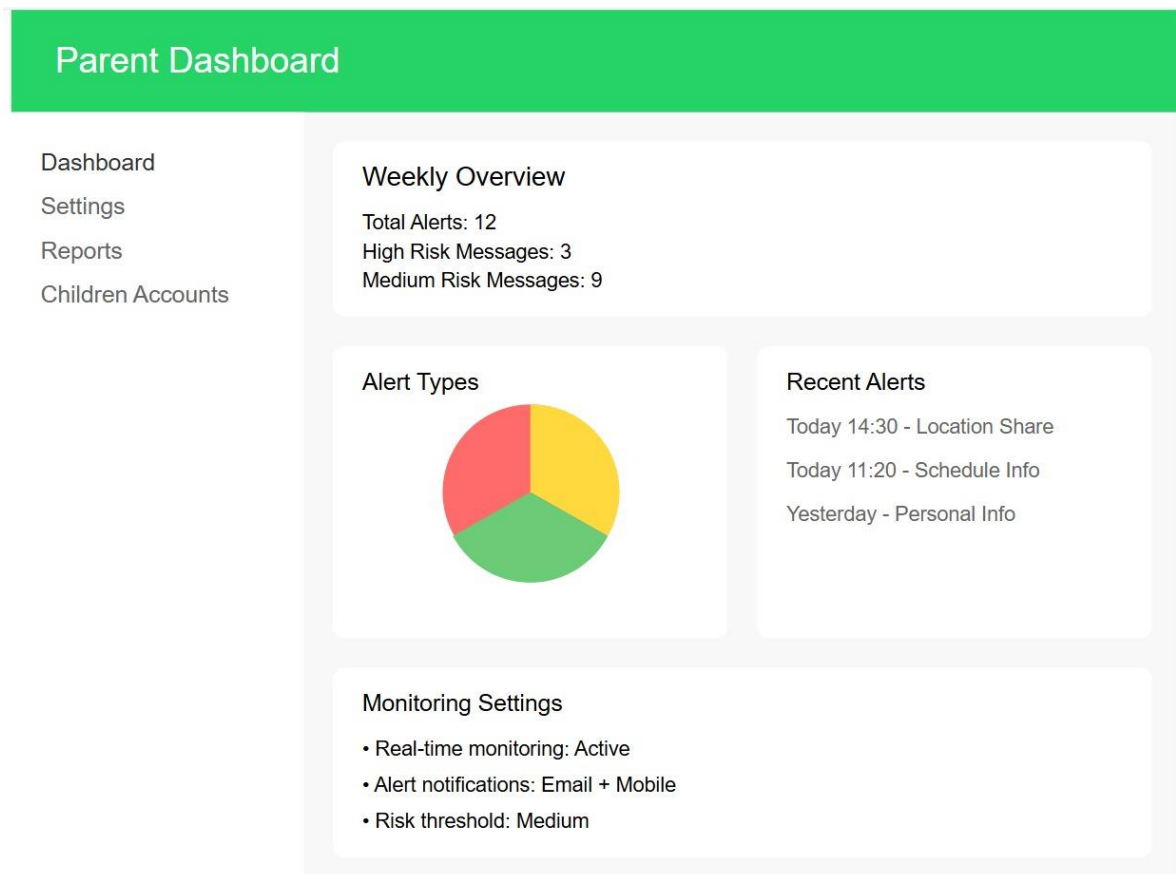 Parent Dashboard
Dashboard
Settings
Reports
Children Accounts
Weekly Overview
Total Alerts: 12
High Risk Messages: 3
Medium Risk Messages: 9
Alert Types
Recent Alerts
Today 14:30 - Location Share
Today 11:20 - Schedule Info
Yesterday - Personal Info
Monitoring Settings
• Real-time monitoring: Active
• Alert notifications: Email + Mobile
• Risk threshold: Medium